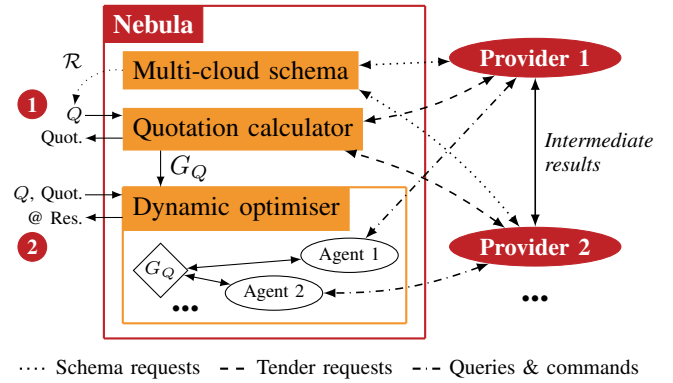 Nebula
ℛ
Multi-cloud schema
Provider 1
1
Q
Quot.
Quotation calculator
Intermediate
results
G_Q
Q, Quot.
@ Res.
Dynamic optimiser
2
Provider 2
G_Q
Agent 1
Agent 2
•••
•••
Schema requests
Tender requests
Queries & commands